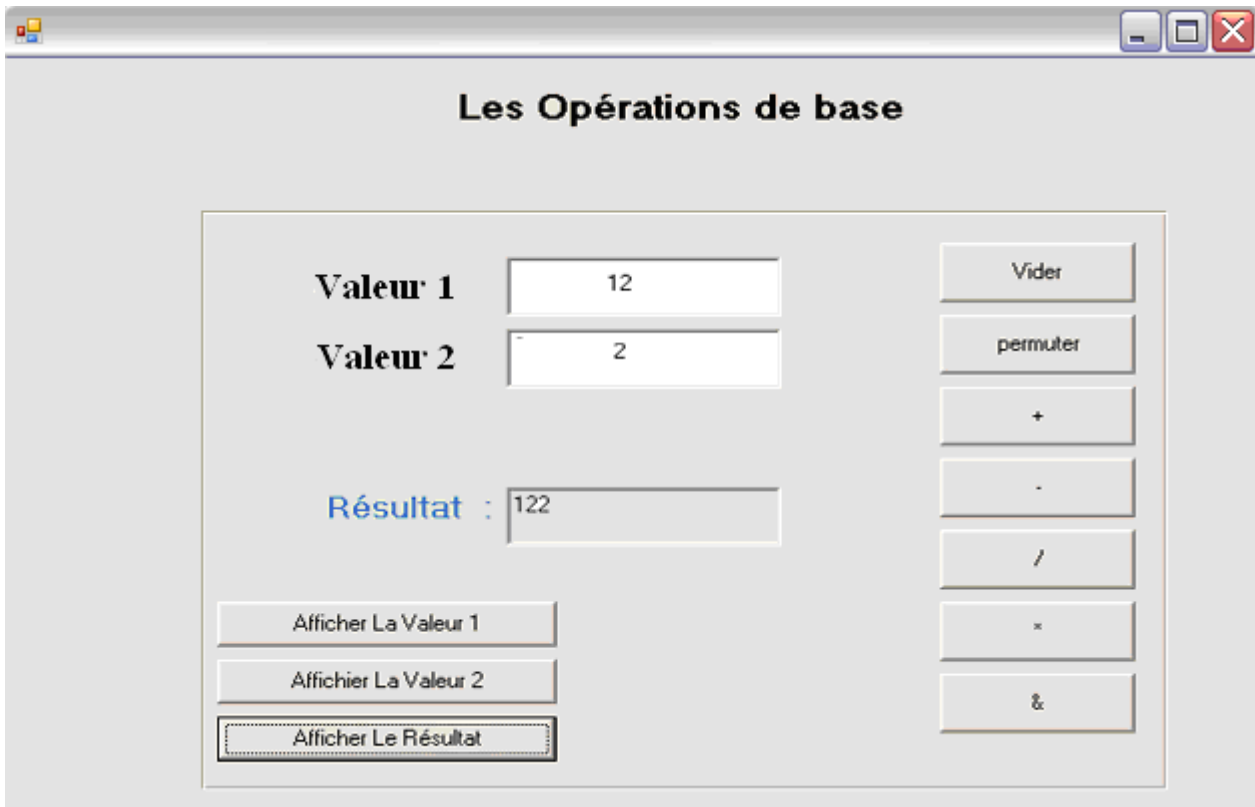 Les Opérations de base
Valeur 1
12
Valeur 2
2
Résultat :
122
Afficher La Valeur 1
Affichier La Valeur 2
Afficher Le Résultat
Vider
permuter
+
-
/
*
&